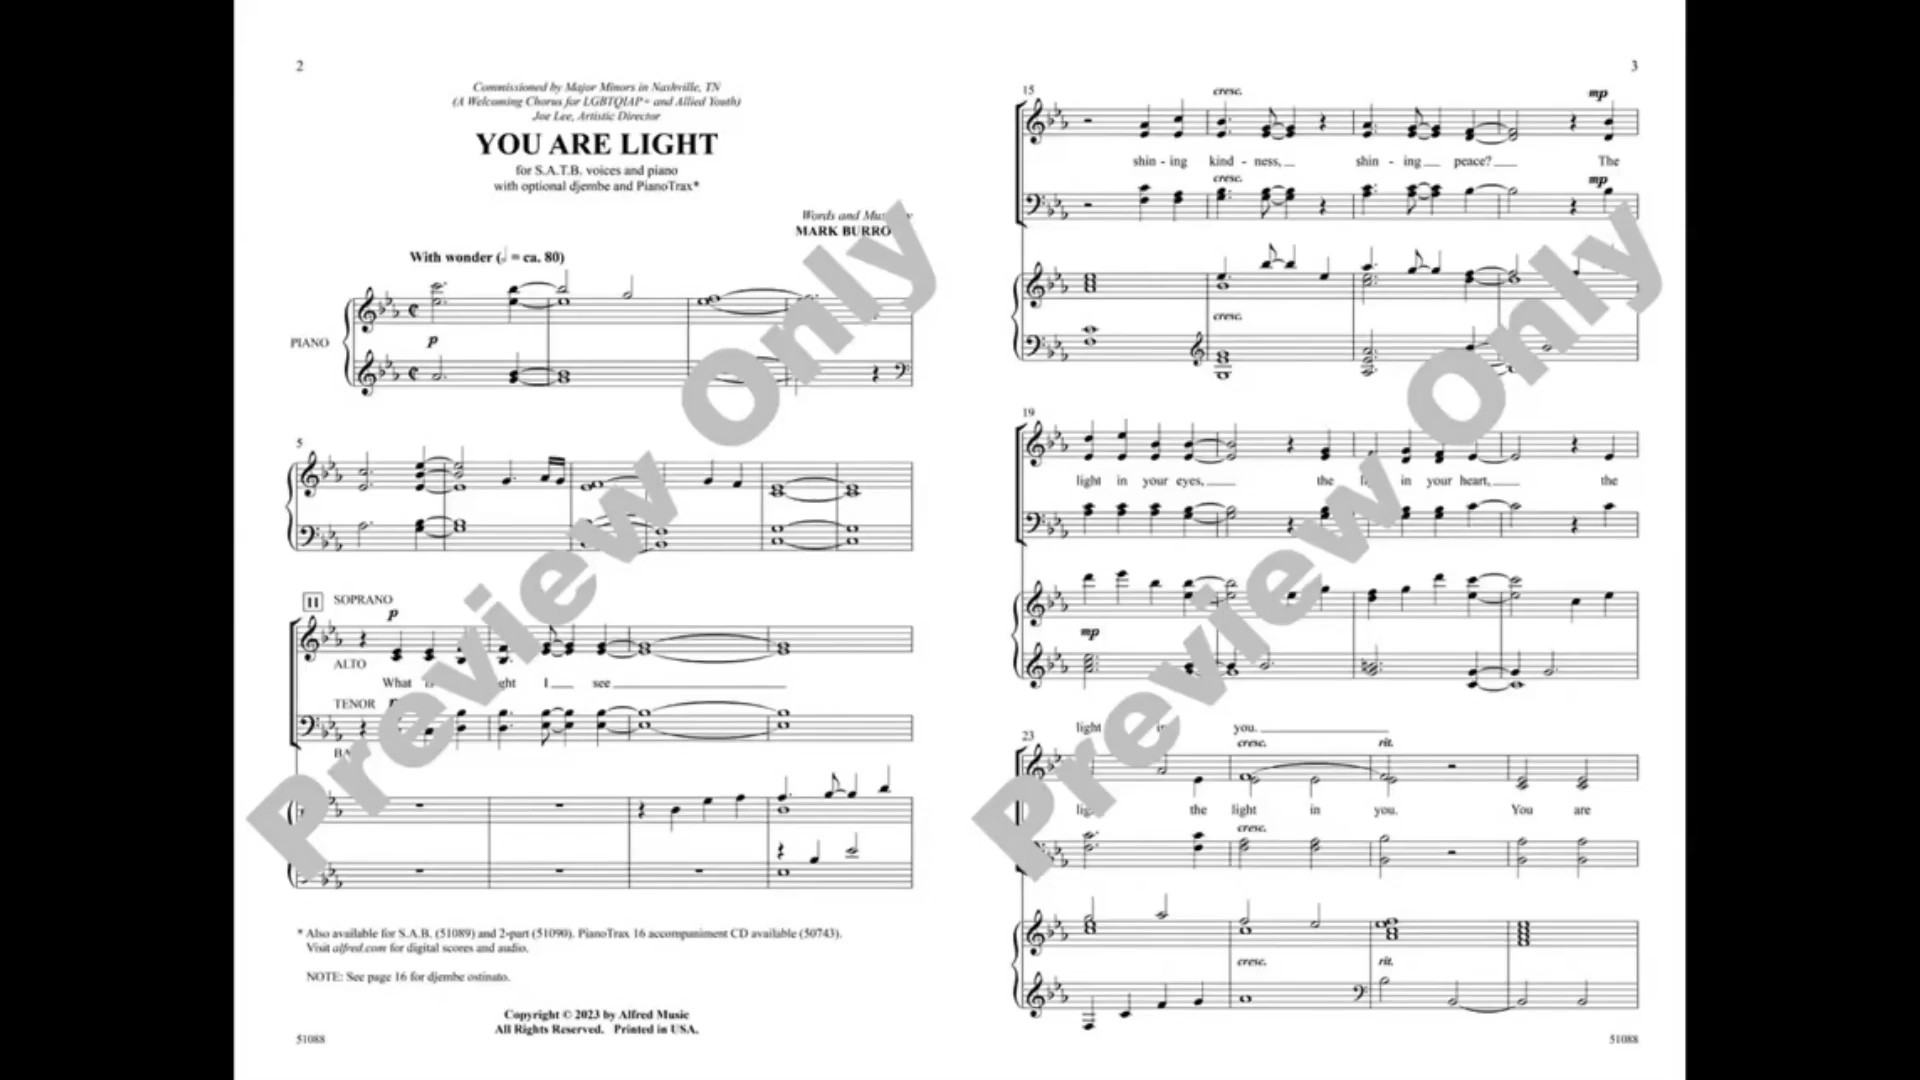 2
Commissioned by Major Minors in Nashville, TN
(A Welcoming Chorus for LGBTQIAP+ and Allied Youth)
Joe Lee, Artistic Director
YOU ARE LIGHT
for S.A.T.B. voices and piano
with optional djembe and PianoTrax*
Words and
MARK
With wonder ( = ca. 80)
PIANO
p
5
11 SOPRANO
p
ALTO
What I see
TENOR
* Also available for S.A.B. (51089) and 2-part (51090). PianoTrax 16 accompaniment CD available (50743).
Visit alfred.com for digital scores and audio.
NOTE: See page 16 for djembe ostinato.
Copyright © 2023 by Alfred Music
All Rights Reserved. Printed in USA.
51088
Preview Only
3
15
cresc. mp
shin - ing kind - ness, shin - ing peace? The
cresc. mp
cresc.
19
light in your eyes, the in your heart, the
mp
light you.
23 cresc. rit.
the light in you. You are
cresc.
cresc. rit.
51088
Preview Only